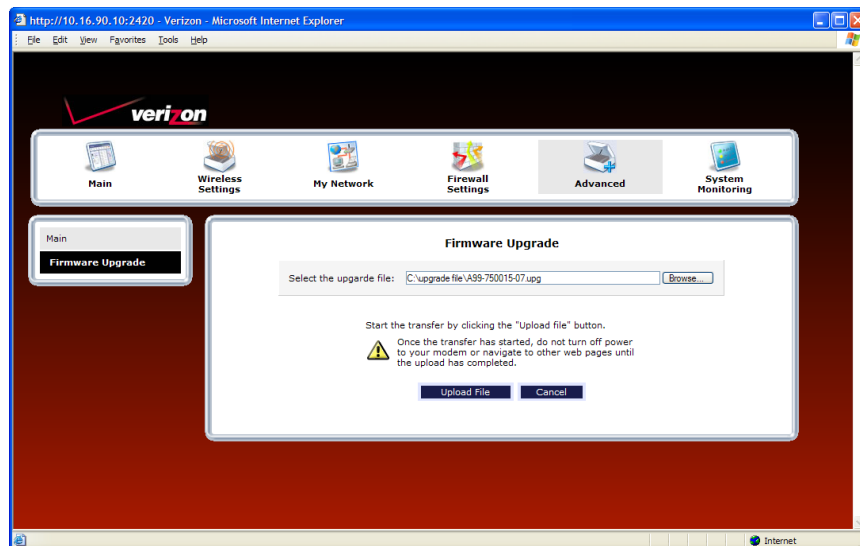 http://10.16.90.10:2420 - Verizon - Microsoft Internet Explorer
File Edit View Favorites Tools Help
verizon
Main
Wireless Settings
My Network
Firewall Settings
Advanced
System Monitoring
Main
Firmware Upgrade
Firmware Upgrade
Select the upgarde file: C:\upgrade file\A99-750015-07.upg Browse...
Start the transfer by clicking the "Upload file" button.
Once the transfer has started, do not turn off power
to your modem or navigate to other web pages until
the upload has completed.
Upload File Cancel
Internet